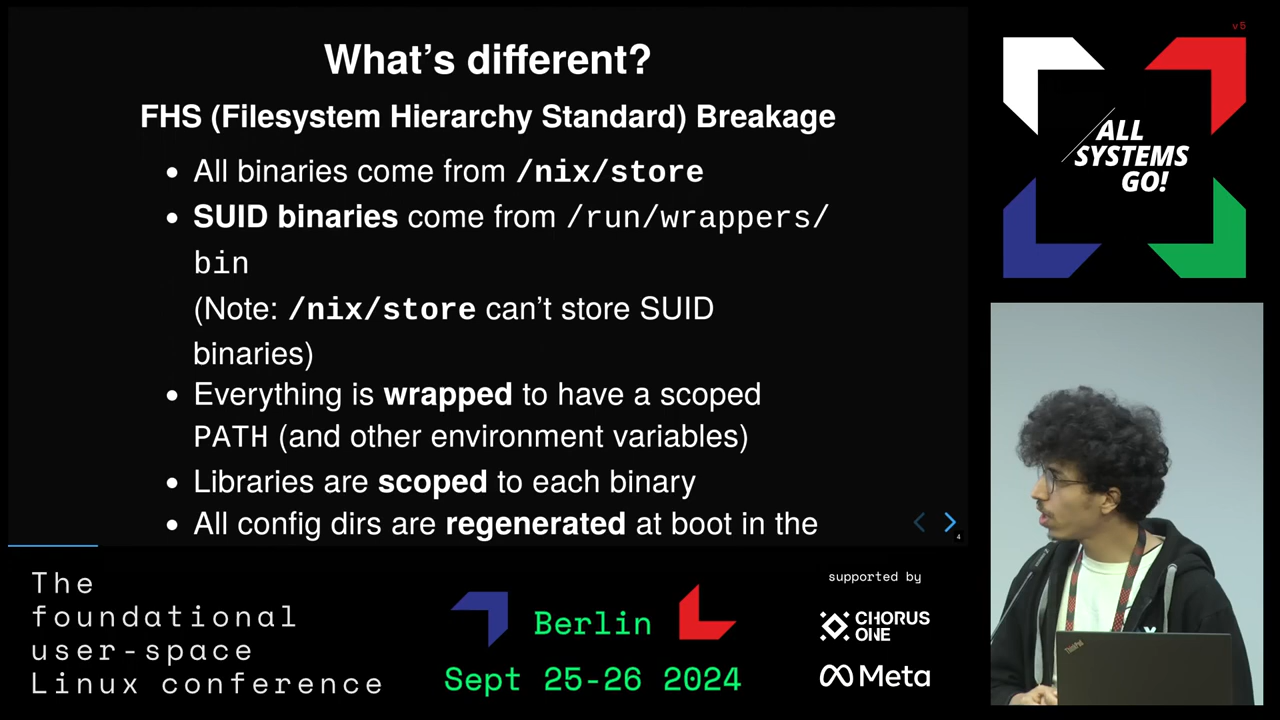 What's different?
FHS (Filesystem Hierarchy Standard) Breakage
• All binaries come from /nix/store
• SUID binaries come from /run/wrappers/
bin
(Note: /nix/store can't store SUID
binaries)
• Everything is wrapped to have a scoped
PATH (and other environment variables)
• Libraries are scoped to each binary
• All config dirs are regenerated at boot in the
4
v5
ALL
SYSTEMS
GO!
ThinkPad
The
foundational
user-space
Linux conference
Berlin
Sept 25-26 2024
supported by
CHORUS
ONE
Meta